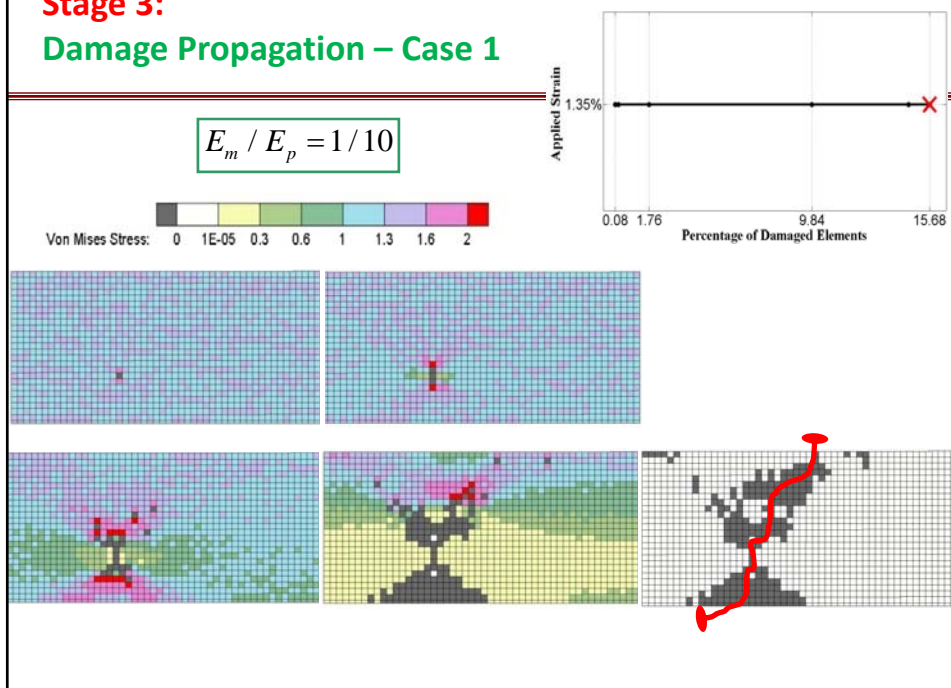 Stage 3:
Damage Propagation – Case 1
E_m / E_p = 1/10
Von Mises Stress: 0 1E-05 0.3 0.6 1 1.3 1.6 2
Applied Strain
1.35%
0.08 1.76 9.84 15.68
Percentage of Damaged Elements